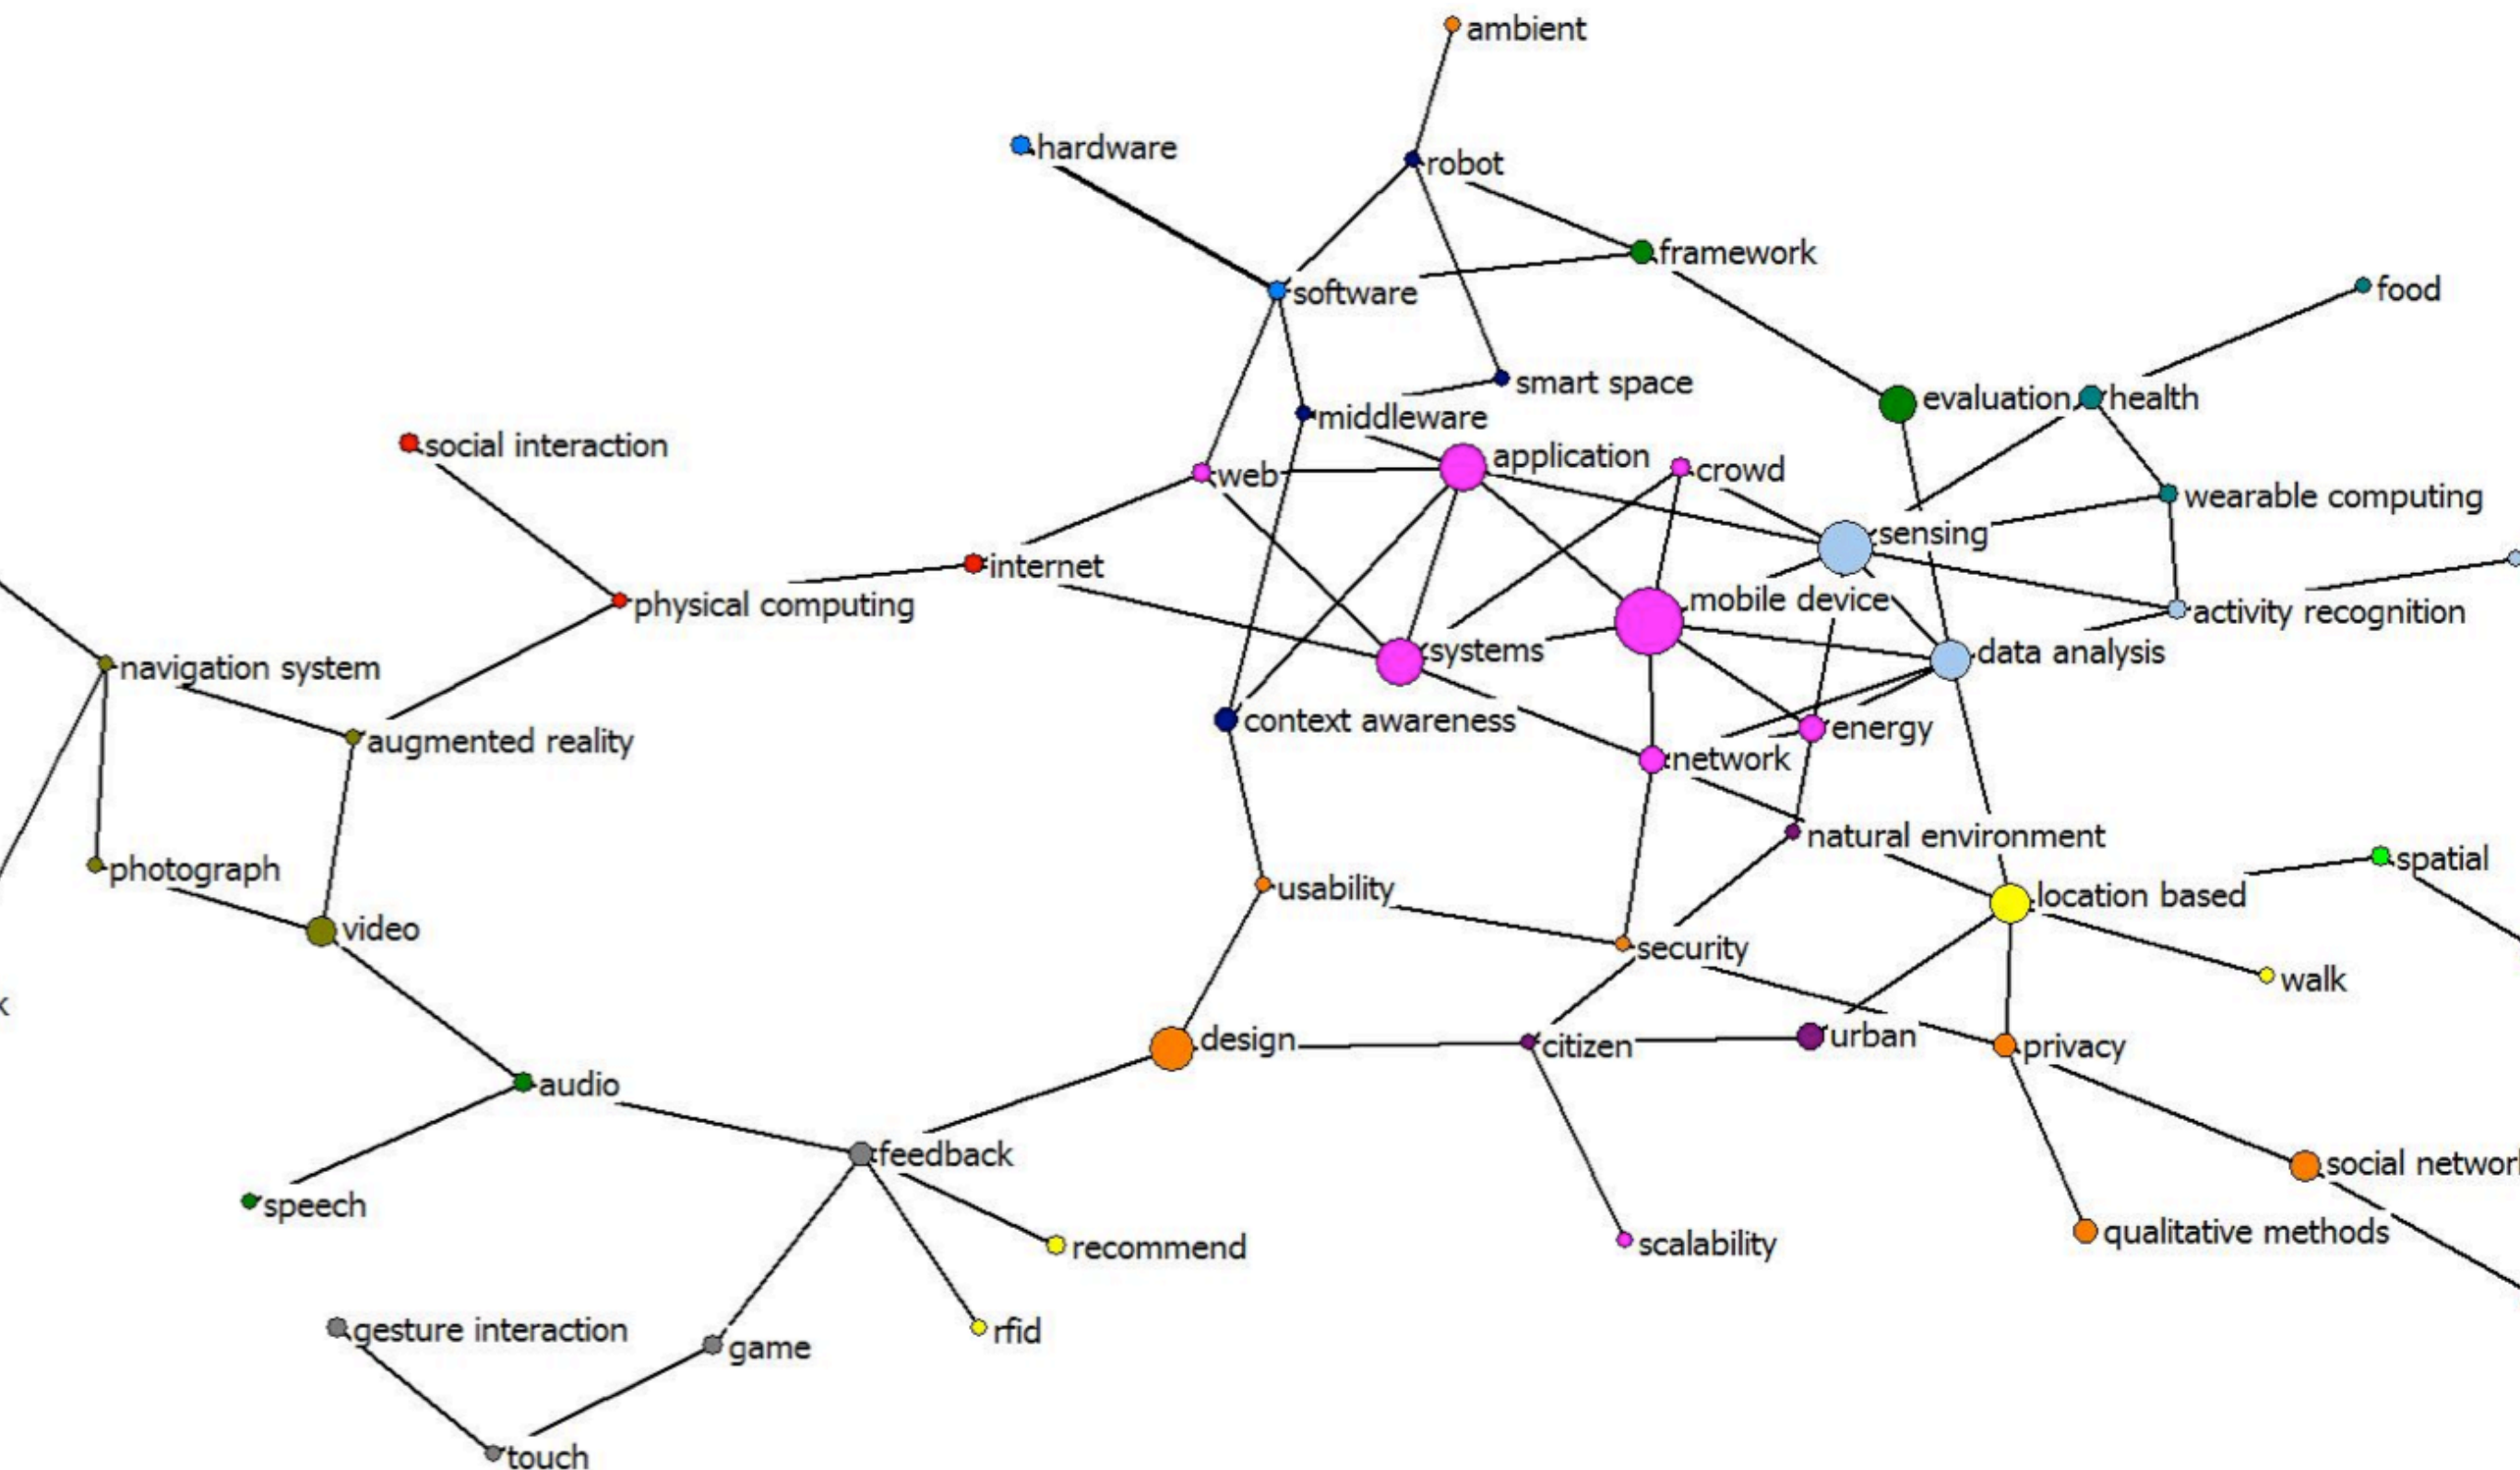 ambient
hardware
robot
framework
software
food
smart space
evaluation
health
middleware
social interaction
application
crowd
web
wearable computing
sensing
internet
mobile device
physical computing
activity recognition
systems
data analysis
navigation system
context awareness
energy
augmented reality
network
natural environment
spatial
photograph
usability
location based
video
security
walk
k
design
citizen
urban
privacy
audio
feedback
social networ
speech
recommend
scalability
qualitative methods
gesture interaction
rfid
game
touch